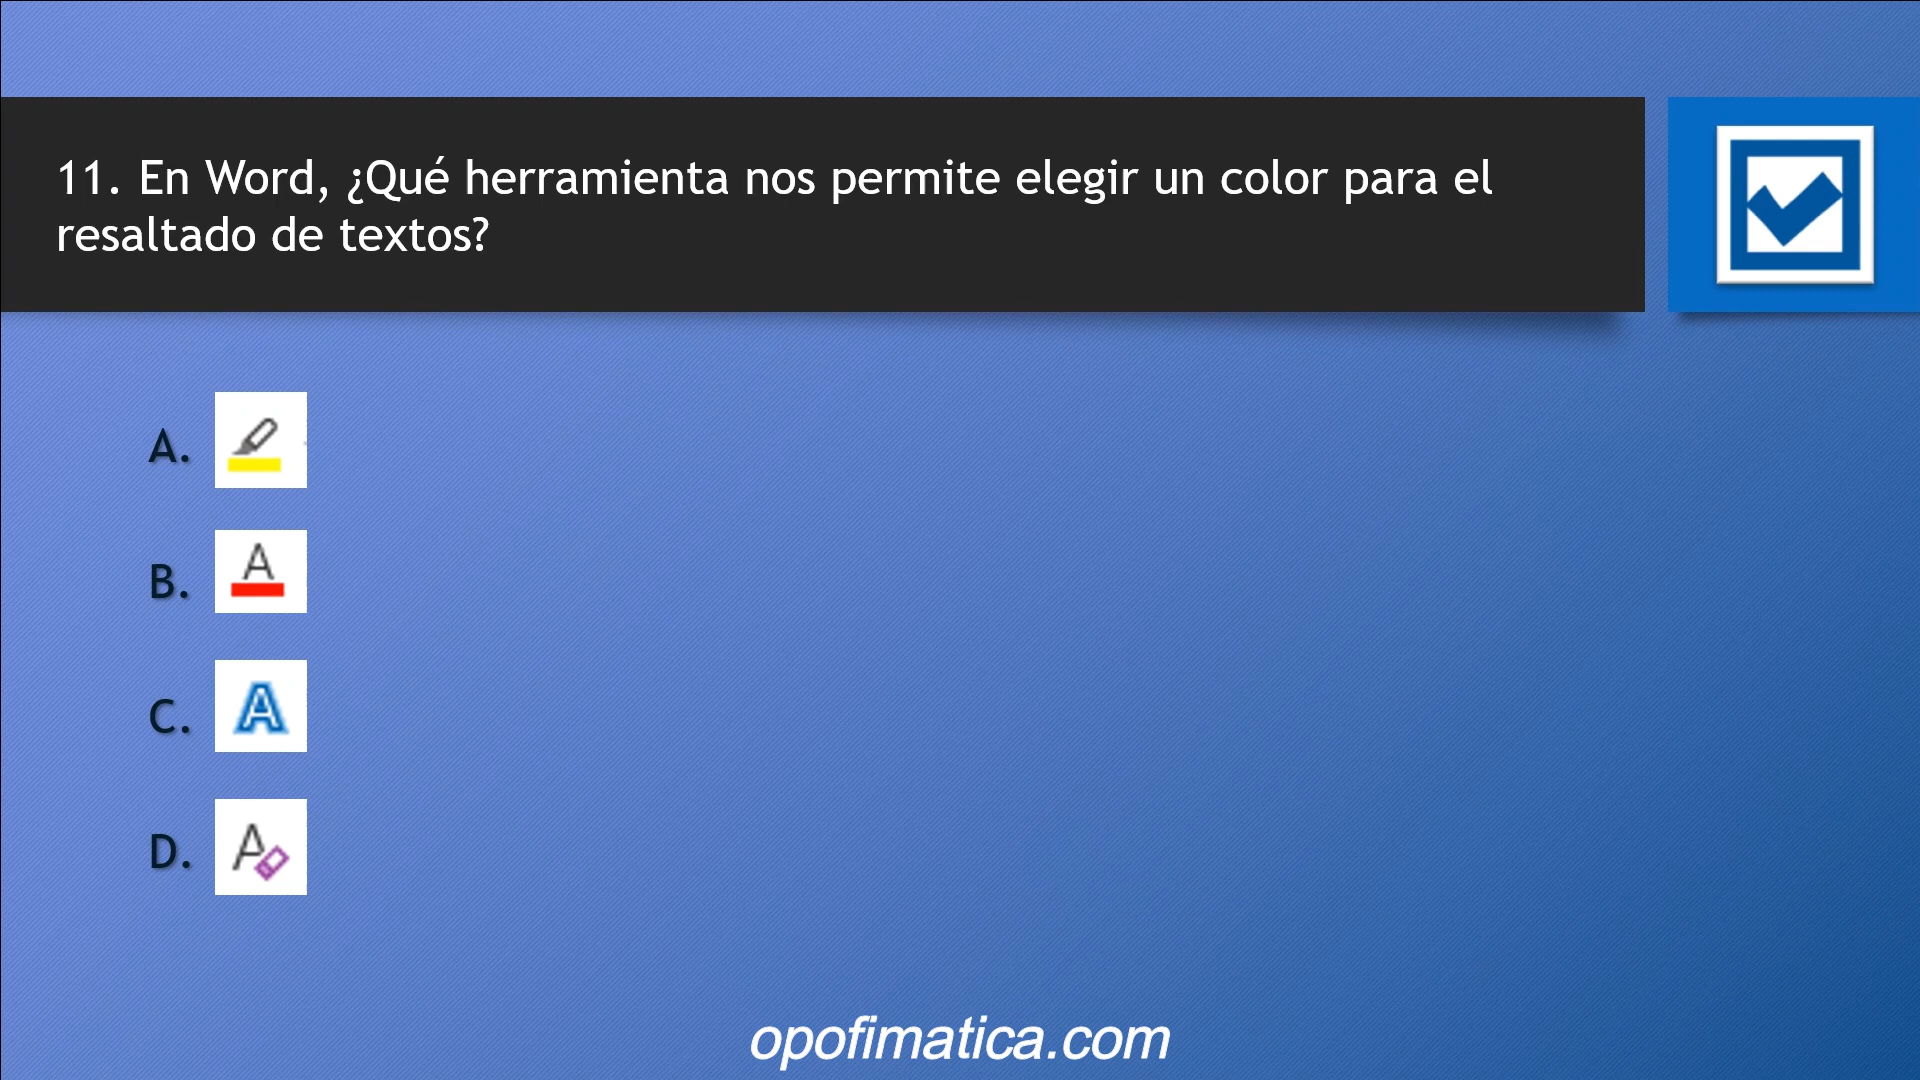 11. En Word, ¿Qué herramienta nos permite elegir un color para el
resaltado de textos?
A.
B. A
C. A
D. A
opofimatica.com